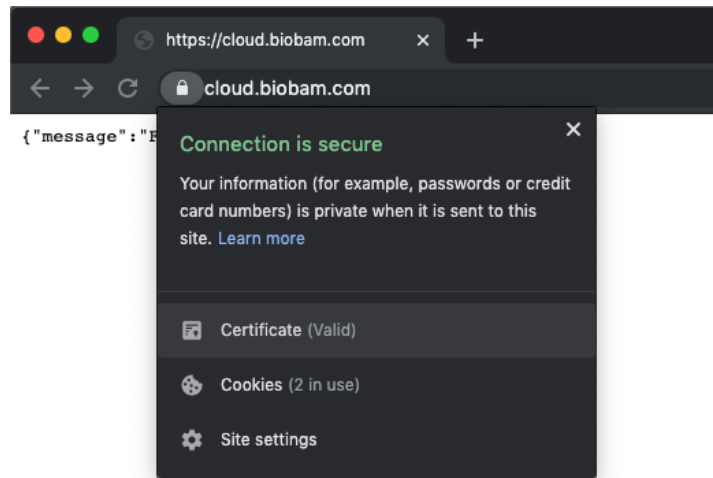 https://cloud.biobam.com
cloud.biobam.com
{"message":"
Connection is secure
Your information (for example, passwords or credit
card numbers) is private when it is sent to this
site. Learn more
Certificate (Valid)
Cookies (2 in use)
Site settings